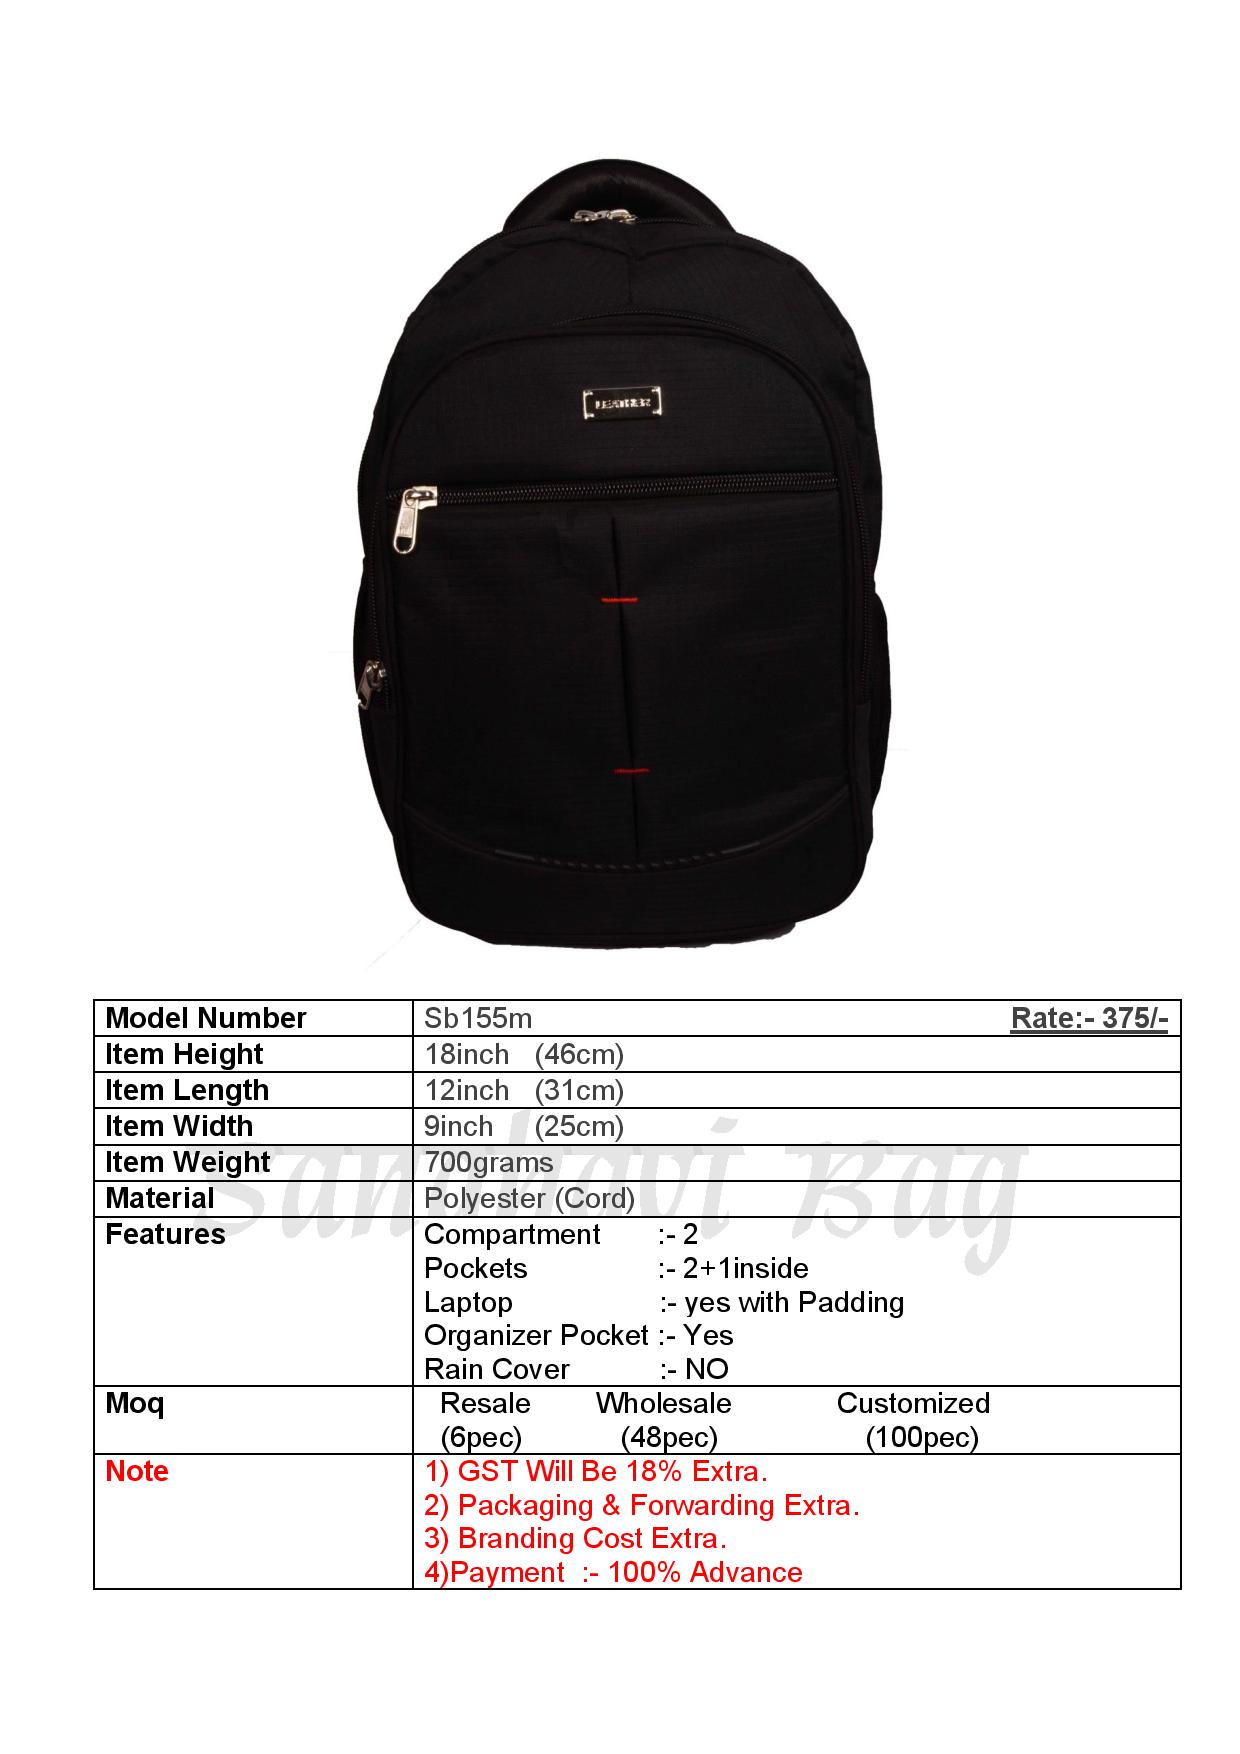 LEATHER
Model Number Sb155m Rate:- 375/-
Item Height 18inch (46cm)
Item Length 12inch (31cm)
Item Width 9inch (25cm)
Item Weight 700grams
Material Polyester (Cord)
Features Compartment :- 2
Pockets :- 2+1inside
Laptop :- yes with Padding
Organizer Pocket :- Yes
Rain Cover :- NO
Moq Resale Wholesale Customized
(6pec) (48pec) (100pec)
Note 1) GST Will Be 18% Extra.
2) Packaging & Forwarding Extra.
3) Branding Cost Extra.
4)Payment :- 100% Advance
Bag